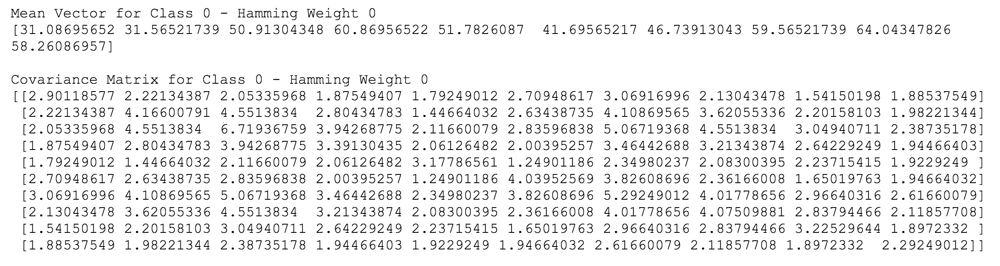 Mean Vector for Class 0 - Hamming Weight 0
[31.08695652 31.56521739 50.91304348 60.86956522 51.7826087  41.69565217 46.73913043 59.56521739 64.04347826
58.26086957]

Covariance Matrix for Class 0 - Hamming Weight 0
[[2.90118577 2.22134387 2.05335968 1.87549407 1.79249012 2.70948617 3.06916996 2.13043478 1.54150198 1.88537549]
 [2.22134387 4.16600791 4.5513834  2.80434783 1.44664032 2.63438735 4.10869565 3.62055336 2.20158103 1.98221344]
 [2.05335968 4.5513834  6.71936759 3.94268775 2.11660079 2.83596838 5.06719368 4.5513834  3.04940711 2.38735178]
 [1.87549407 2.80434783 3.94268775 3.39130435 2.06126482 2.00395257 3.46442688 3.21343874 2.64229249 1.94466403]
 [1.79249012 1.44664032 2.11660079 2.06126482 3.17786561 1.24901186 2.34980237 2.08300395 2.23715415 1.9229249 ]
 [2.70948617 2.63438735 2.83596838 2.00395257 1.24901186 4.03952569 3.82608696 2.36166008 1.65019763 1.94664032]
 [3.06916996 4.10869565 5.06719368 3.46442688 2.34980237 3.82608696 5.29249012 4.01778656 2.96640316 2.61660079]
 [2.13043478 3.62055336 4.5513834  3.21343874 2.08300395 2.36166008 4.01778656 4.07509881 2.83794466 2.11857708]
 [1.54150198 2.20158103 3.04940711 2.64229249 2.23715415 1.65019763 2.96640316 2.83794466 3.22529644 1.8972332 ]
 [1.88537549 1.98221344 2.38735178 1.94466403 1.9229249 1.94664032 2.61660079 2.11857708 1.8972332  2.29249012]]